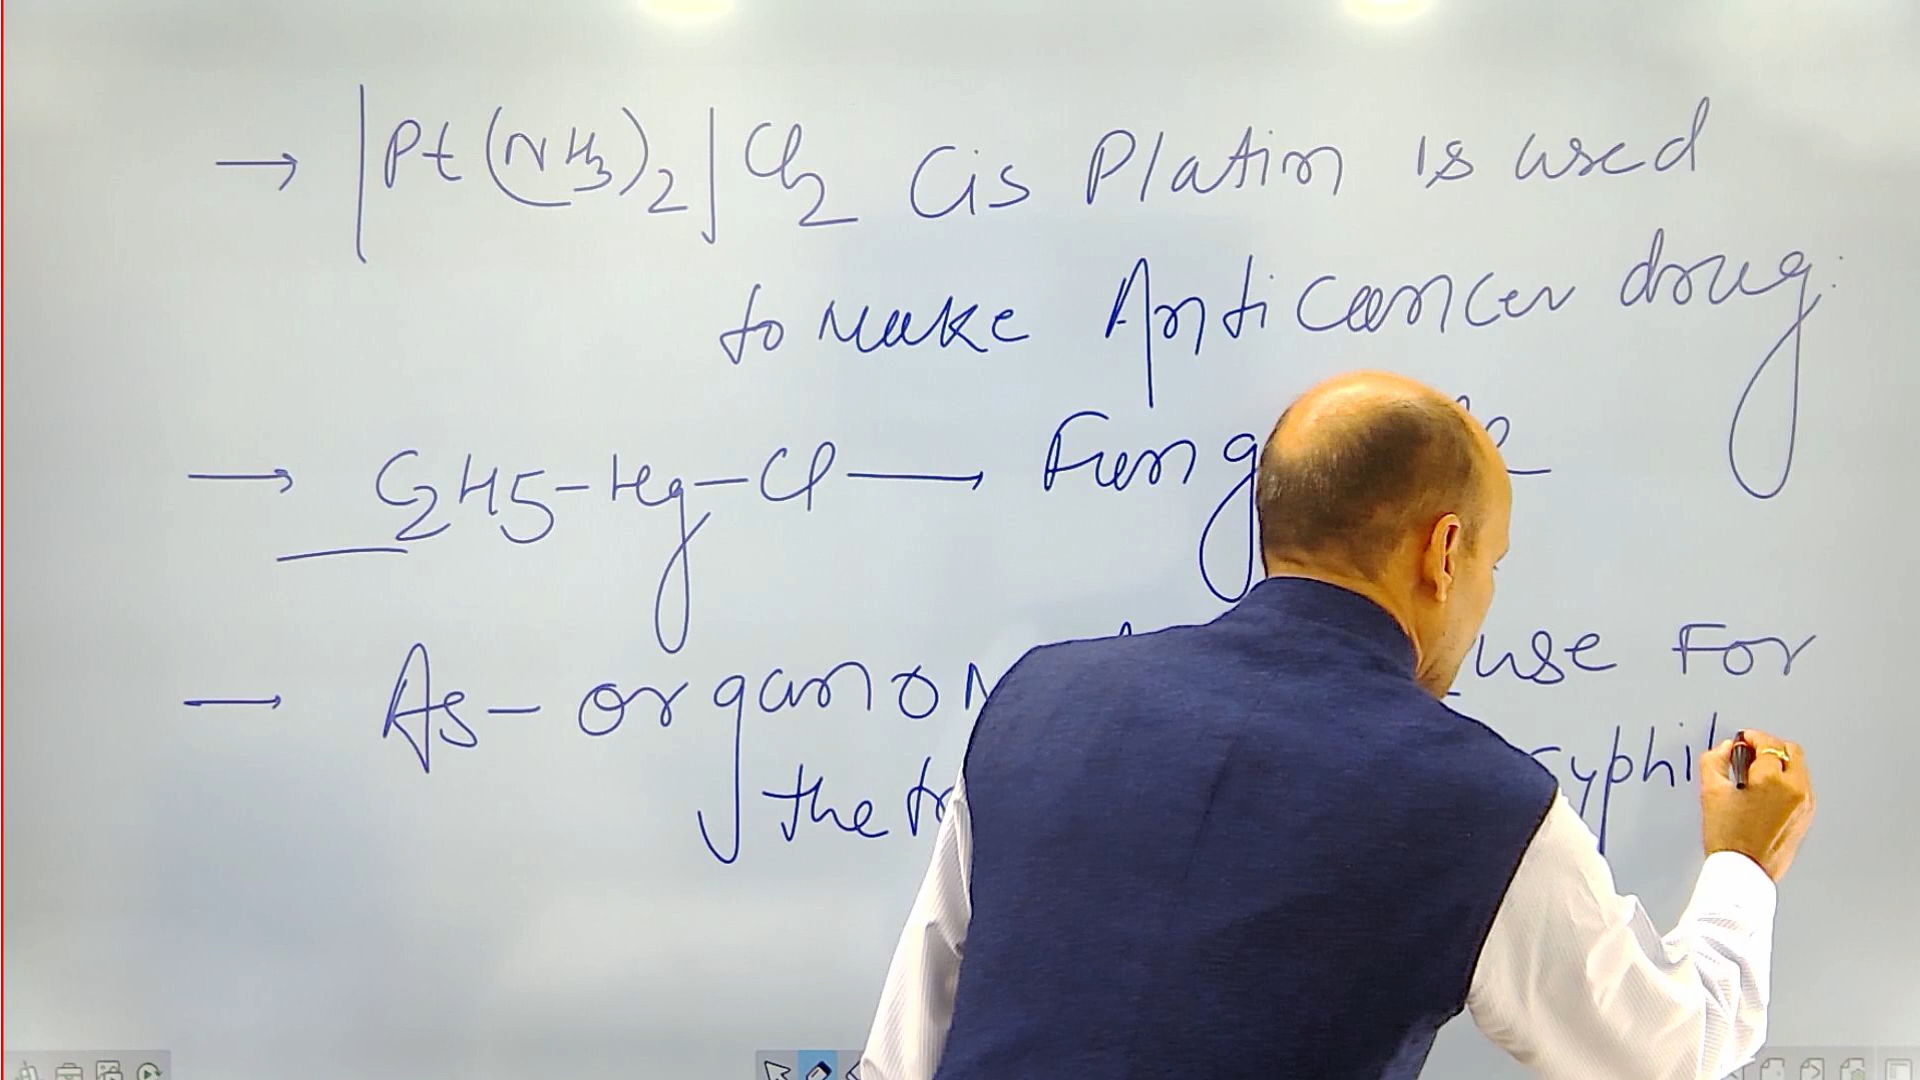 → |Pt(NH3)2|Cl2 Cis Platin is used
to Make Anticancer drug.
→ C2H5-Hg-Cl →
→ As-organo use For
the syphil